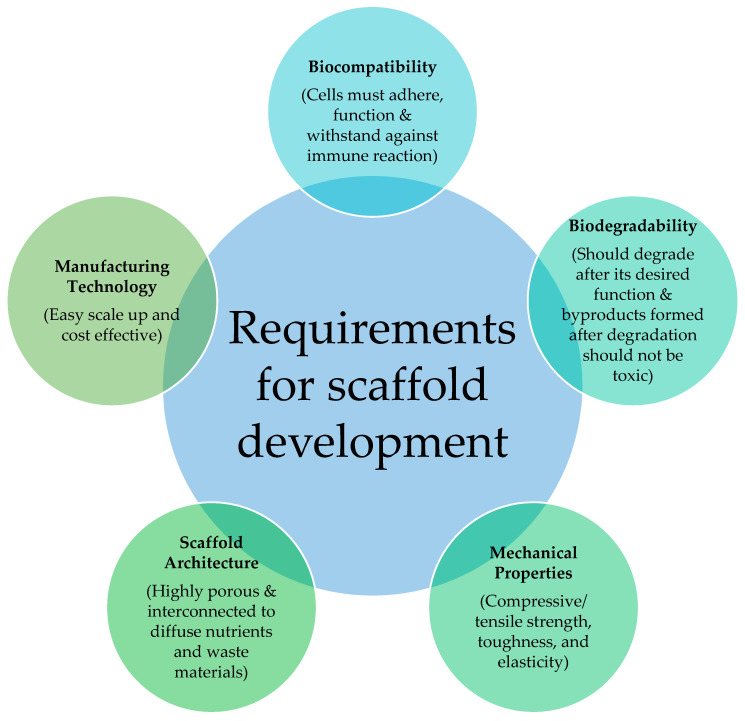 Biocompatibility
(Cells must adhere,
function &
withstand against
immune reaction)
Biodegradability
(Should degrade
after its desired
function &
byproducts formed
after degradation
should not be
toxic)
Manufacturing
Technology
(Easy scale up and
cost effective)
Requirements
for scaffold
development
Scaffold
Architecture
(Highly porous &
interconnected to
diffuse nutrients
and waste
materials)
Mechanical
Properties
(Compressive/
tensile strength,
toughness, and
elasticity)